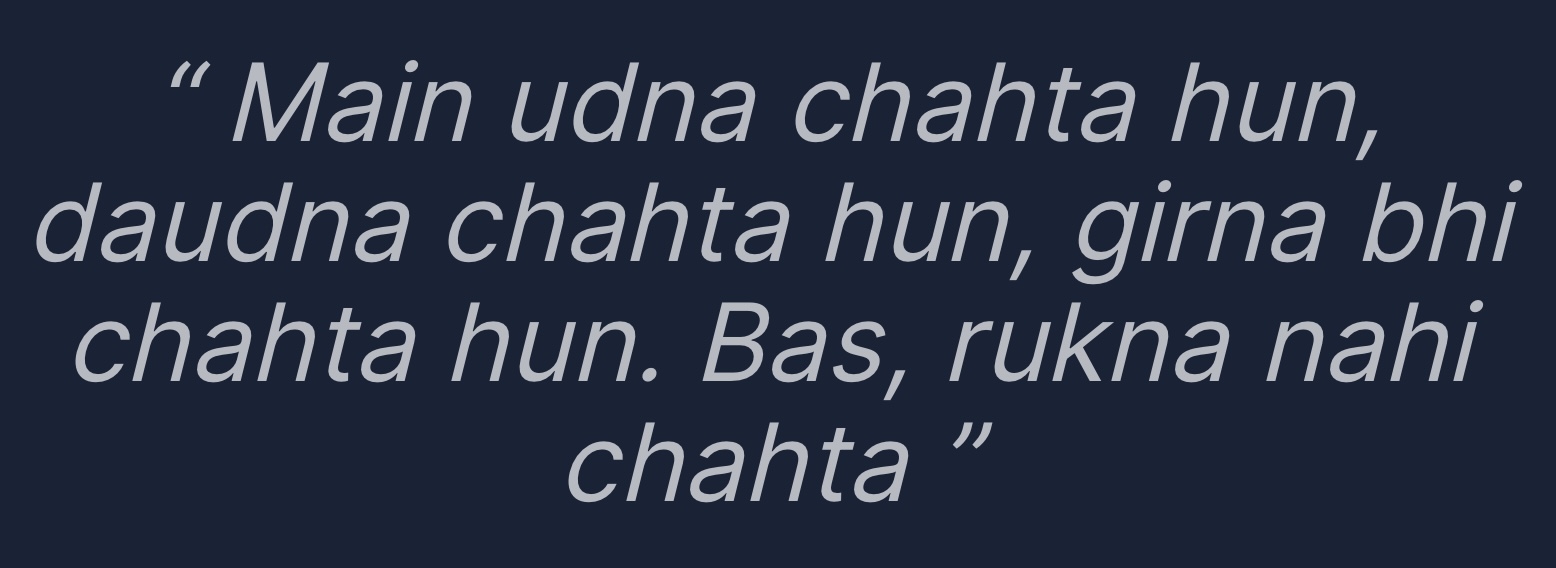 “ Main udna chahta hun,
daudna chahta hun, girna bhi
chahta hun. Bas, rukna nahi
chahta ”